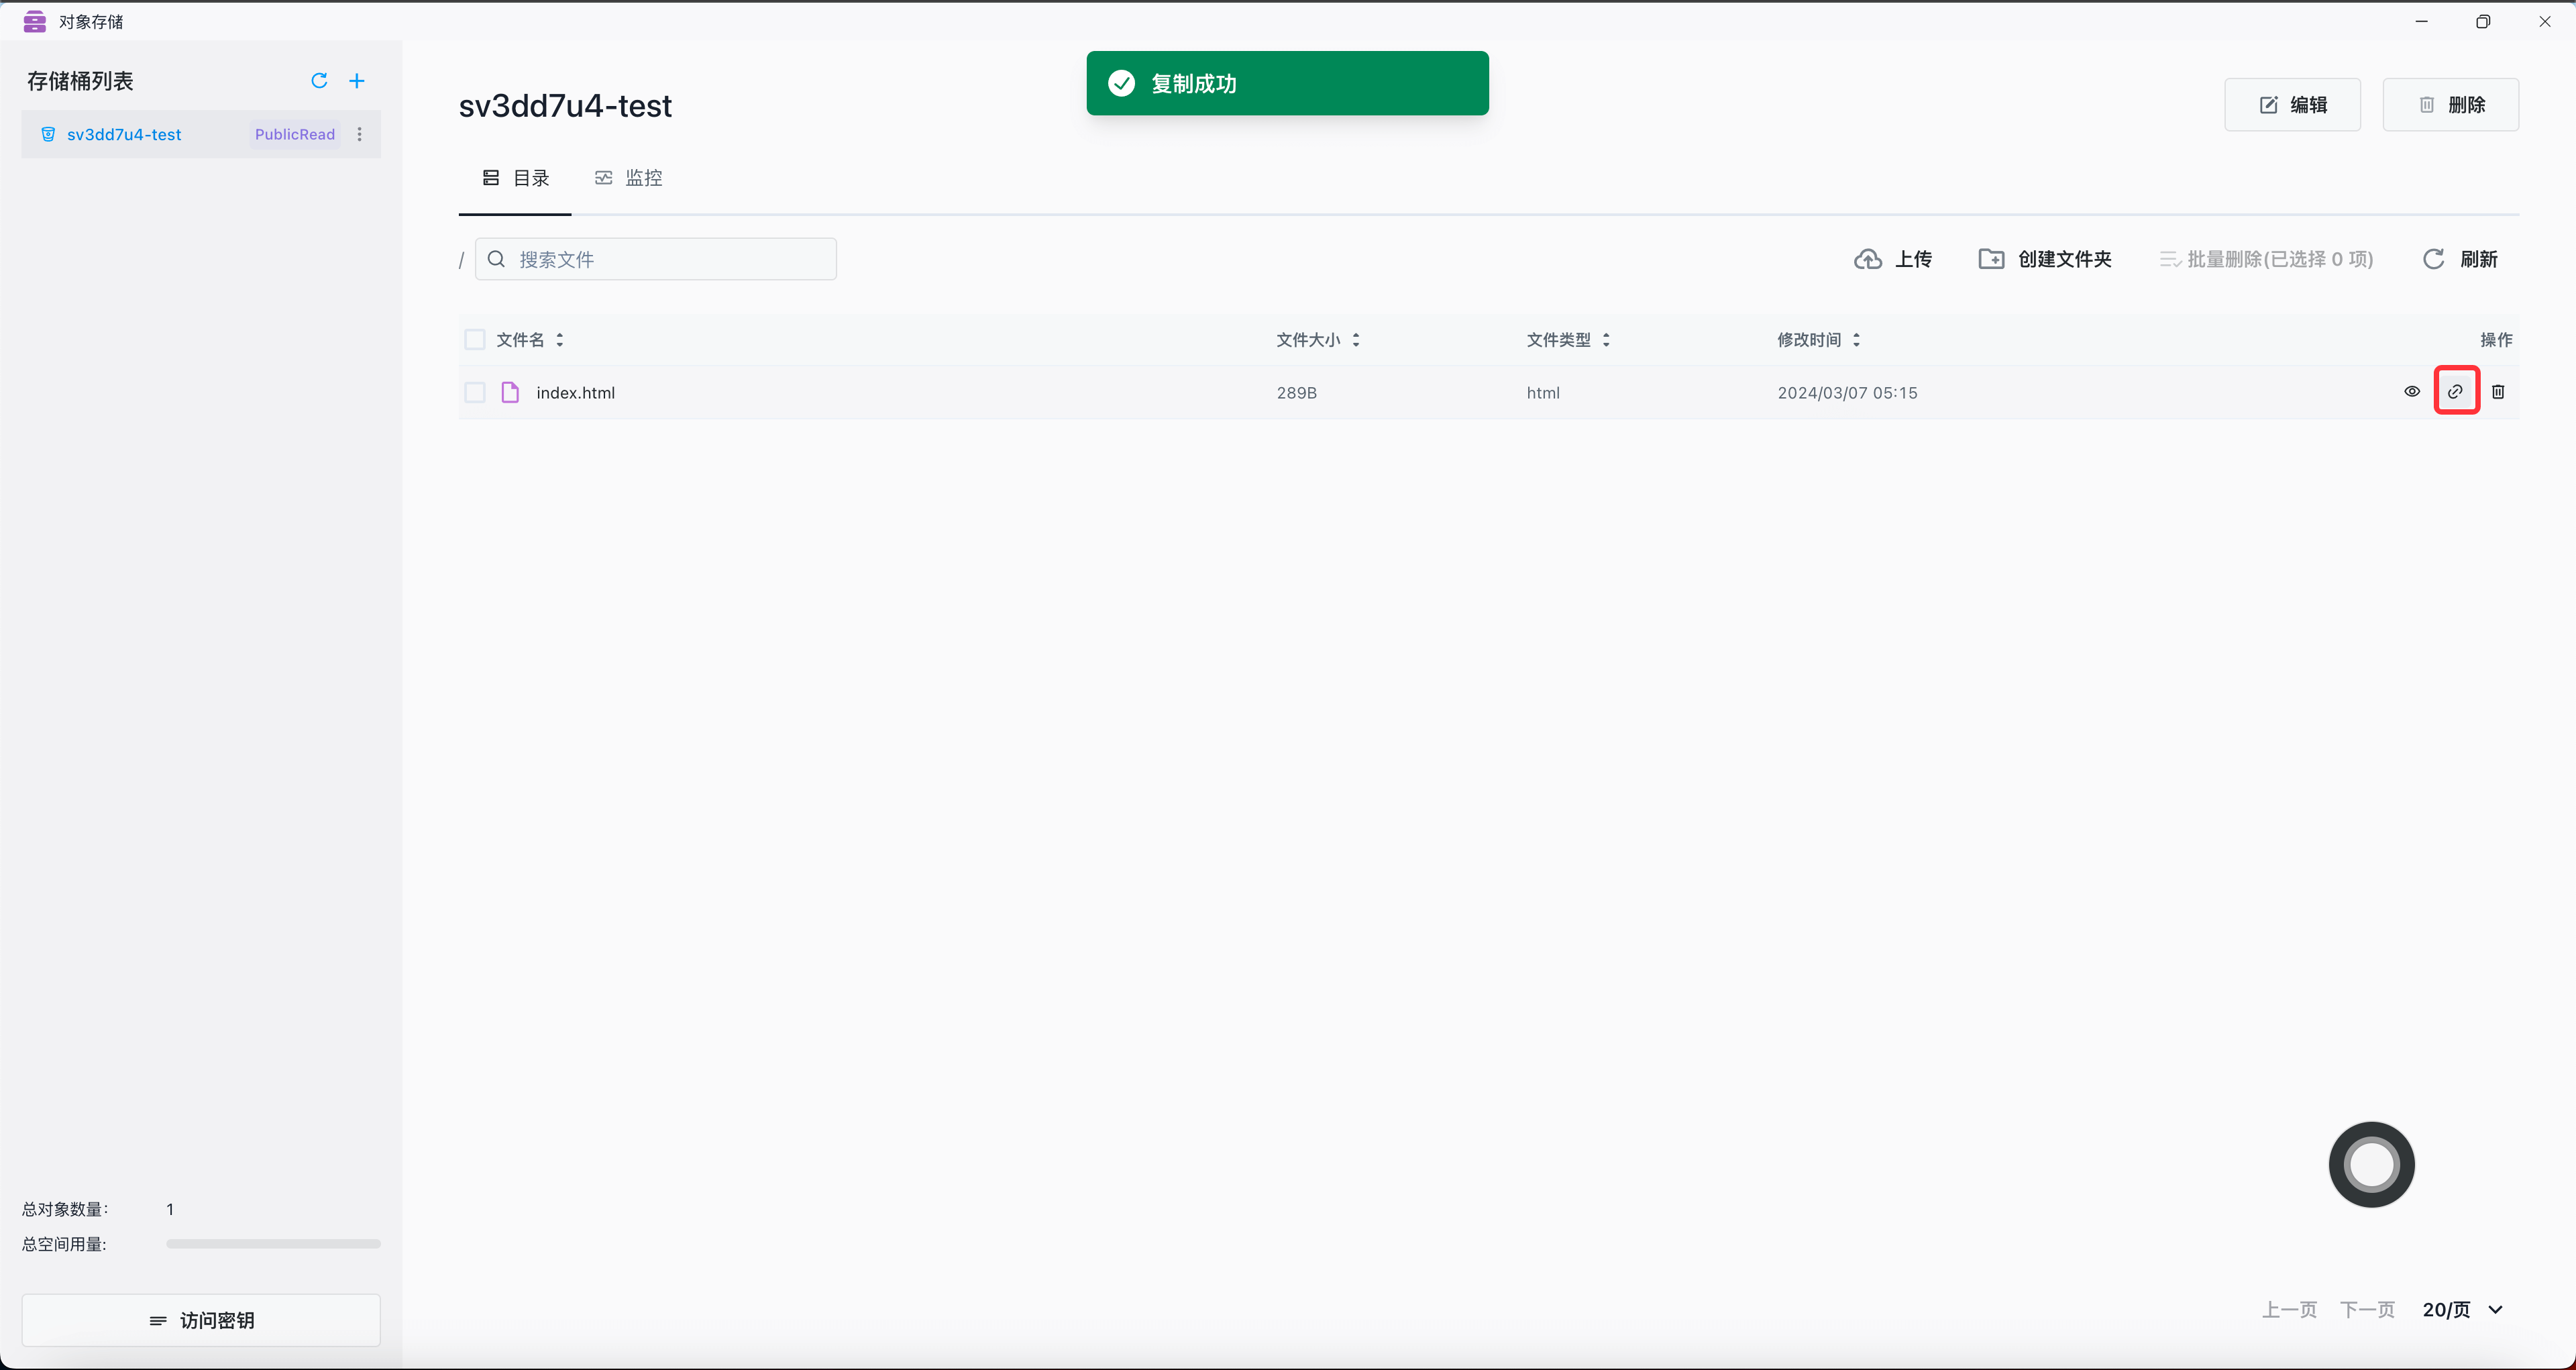 对象存储
存储桶列表
sv3dd7u4-test PublicRead
复制成功
sv3dd7u4-test
编辑 删除
目录 监控
/ 搜索文件 上传 创建文件夹 批量删除(已选择 0 项) 刷新
文件名 文件大小 文件类型 修改时间 操作
index.html 289B html 2024/03/07 05:15
总对象数量: 1
总空间用量:
访问密钥
上一页 下一页 20/页